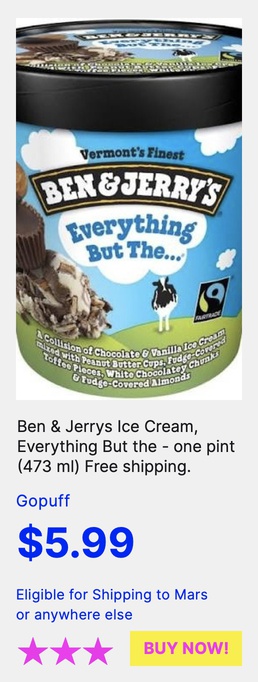 BEN & JERRY'S
Everything
But The...
Vermont's Finest
BEN & JERRY'S
Everything
But The...
FAIRTRADE
A Collision of Chocolate & Vanilla Ice Cream
mixed with Peanut Butter Cups, Fudge-Covered
Toffee Pieces, White Chocolatey Chunks
& Fudge-Covered Almonds
Ben & Jerrys Ice Cream,
Everything But the - one pint
(473 ml) Free shipping.
Gopuff
$5.99
Eligible for Shipping to Mars
or anywhere else
BUY NOW!